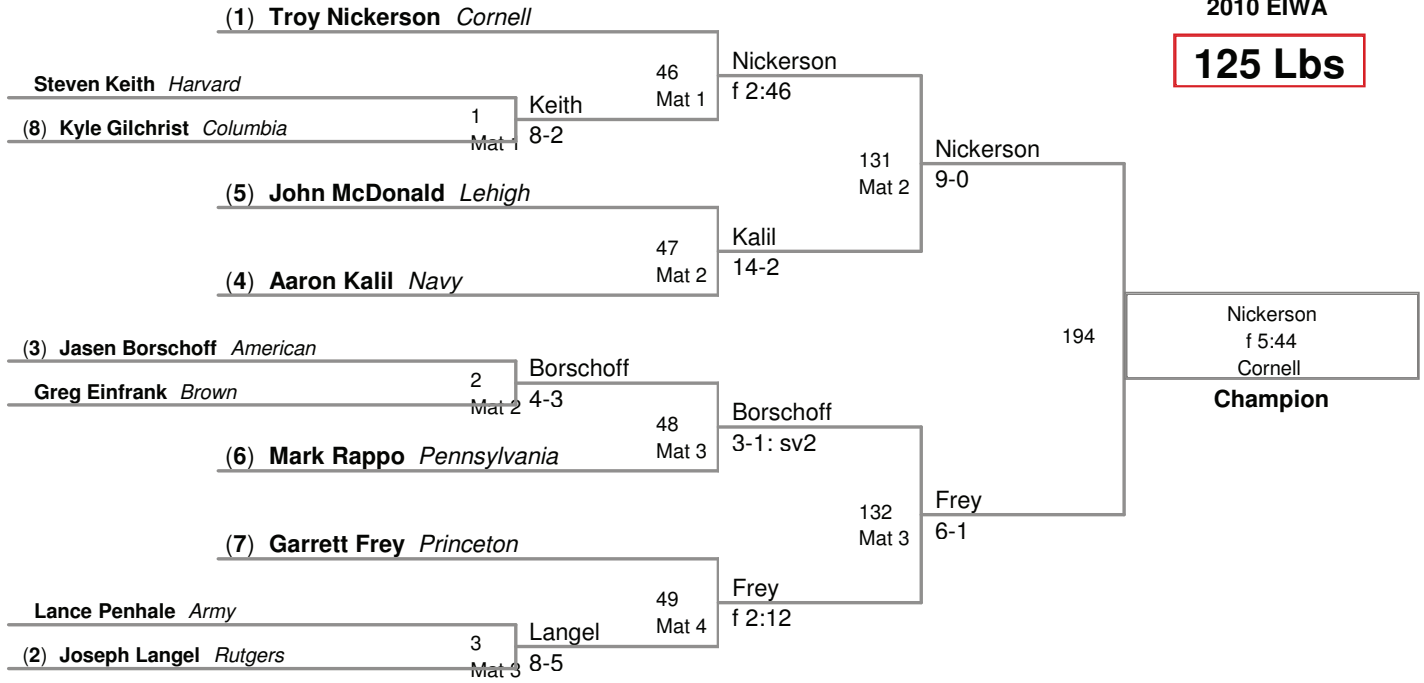 2010 EIWA
125 Lbs
(1) Troy Nickerson Cornell
Steven Keith Harvard
(8) Kyle Gilchrist Columbia
1
Mat 1
Keith
8-2
46
Mat 1
Nickerson
f 2:46
(5) John McDonald Lehigh
(4) Aaron Kalil Navy
47
Mat 2
Kalil
14-2
131
Mat 2
Nickerson
9-0
(3) Jasen Borschoff American
Greg Einfrank Brown
2
Mat 2
Borschoff
4-3
(6) Mark Rappo Pennsylvania
48
Mat 3
Borschoff
3-1: sv2
(7) Garrett Frey Princeton
Lance Penhale Army
(2) Joseph Langel Rutgers
3
Mat 3
Langel
8-5
49
Mat 4
Frey
f 2:12
132
Mat 3
Frey
6-1
194
Nickerson
f 5:44
Cornell
Champion